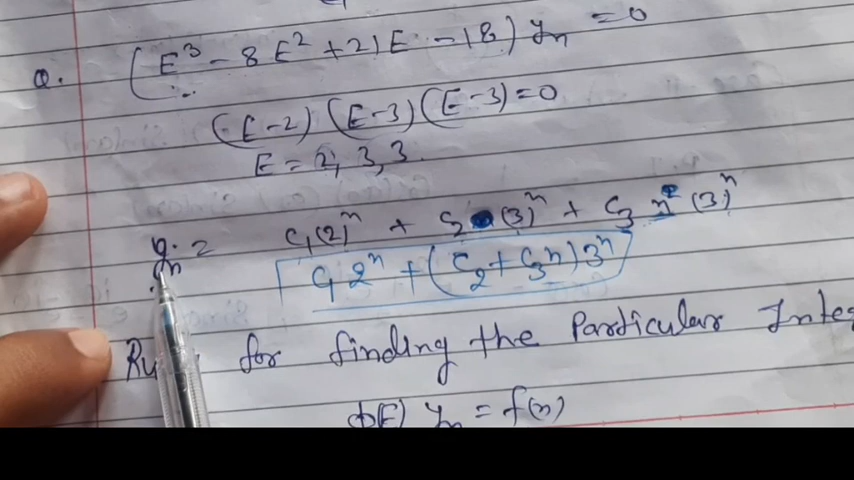 Q. (E³ - 8E² + 21E - 18) yₙ = 0
(E-2) (E-3) (E-3) = 0
E = 2, 3, 3.
yₙ = C₁(2)ⁿ + C₂ (3)ⁿ + C₃ n (3)ⁿ
C₁2ⁿ + (C₂ + C₃n) 3ⁿ
for finding the Particular Integ
ϕ(E) yₙ = f(n)